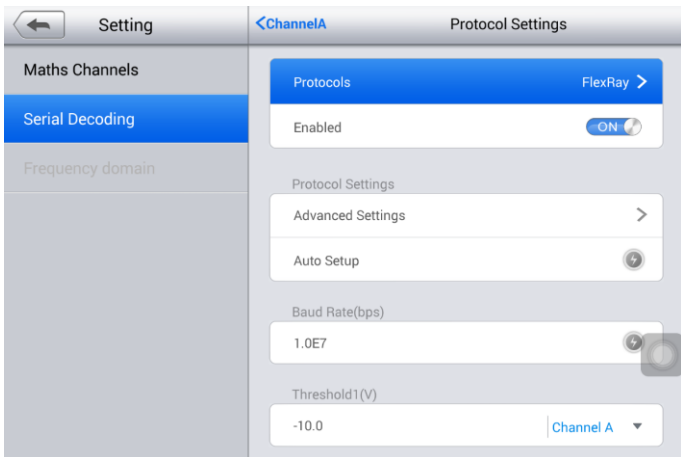 Setting
Maths Channels
Serial Decoding
Frequency domain
ChannelA
Protocol Settings
Protocols FlexRay
Enabled ON
Protocol Settings
Advanced Settings
Auto Setup
Baud Rate(bps)
1.0E7
Threshold1(V)
-10.0 Channel A